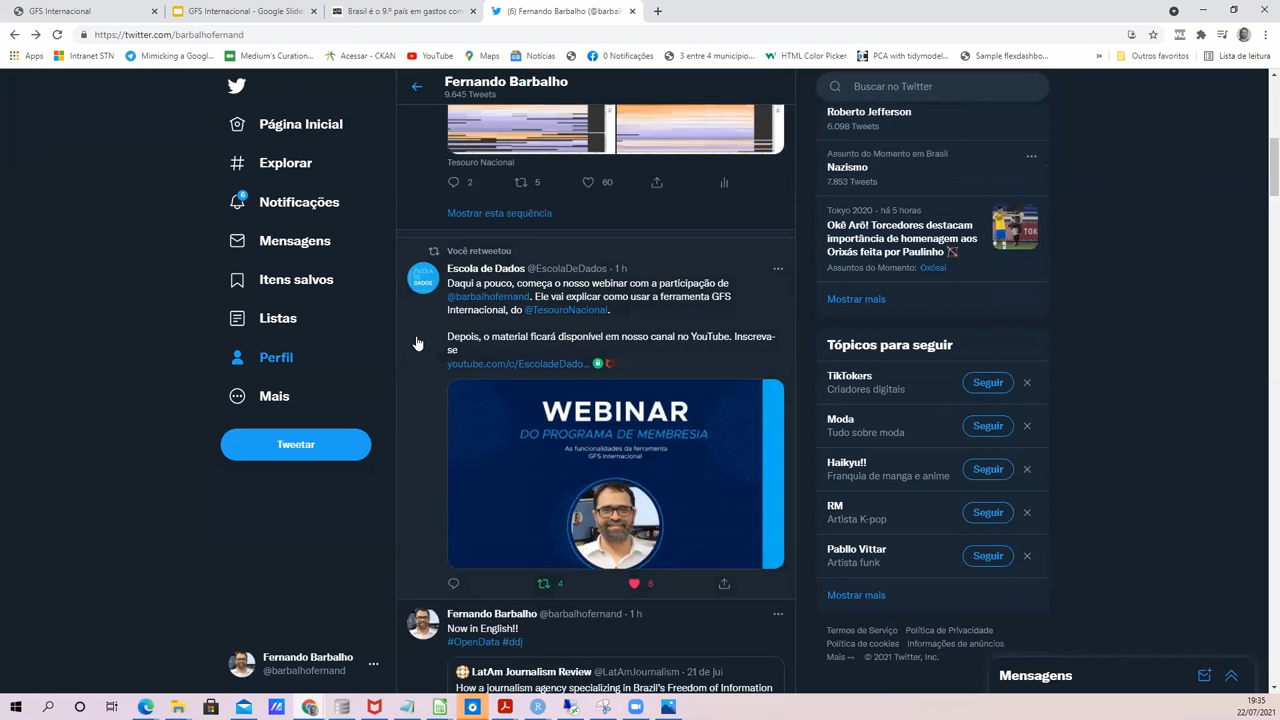 GFS Internacional
GFS Internacional - Google Slide
Brasil é o 9.º país em gastos com
(6) Fernando Barbalho (@barbalh
https://twitter.com/barbalhofernand
Intranet STN
Mimicking a Googl...
Medium's Curation...
Acessar - CKAN
YouTube
Maps
Notícias
0 Notificações
3 entre 4 município...
HTML Color Picker
PCA with tidymodel...
Sample flexdashbo...
»
Outros favoritos
Lista de leitura
Página Inicial
Explorar
6
Notificações
Mensagens
Itens salvos
Listas
Perfil
Mais
Tweetar
Fernando Barbalho
@barbalhofernand
Fernando Barbalho
9.645 Tweets
Tesouro Nacional
2
5
60
Mostrar esta sequência
Você retweetou
Escola de Dados @EscolaDeDados · 1 h
Daqui a pouco, começa o nosso webinar com a participação de
@barbalhofernand. Ele vai explicar como usar a ferramenta GFS
Internacional, do @TesouroNacional.
Depois, o material ficará disponível em nosso canal no YouTube. Inscreva-
se
youtube.com/c/EscoladeDado...
ESCOLA
DE
DADOS
WEBINAR
DO PROGRAMA DE MEMBRESIA
As funcionalidades da ferramenta
GFS Internacional
4
8
Fernando Barbalho @barbalhofernand · 1 h
Now in English!!
#OpenData #ddj
LatAm Journalism Review @LatAmJournalism · 21 de jul
How a journalism agency specializing in Brazil's Freedom of Information
Buscar no Twitter
Roberto Jefferson
6.098 Tweets
Assunto do Momento em Brasil
Nazismo
7.853 Tweets
Tokyo 2020 · há 5 horas
Okê Arô! Torcedores destacam
importância de homenagem aos
Orixás feita por Paulinho
Assuntos do Momento: Oxóssi
Mostrar mais
Tópicos para seguir
TikTokers
Criadores digitais
Seguir
Moda
Tudo sobre moda
Seguir
Haikyu!!
Franquia de manga e anime
Seguir
RM
Artista K-pop
Seguir
Pabllo Vittar
Artista funk
Seguir
Mostrar mais
Termos de Serviço Política de Privacidade
Política de cookies Informações de anúncios
Mais ··· © 2021 Twitter, Inc.
Mensagens
19:35
22/07/2021